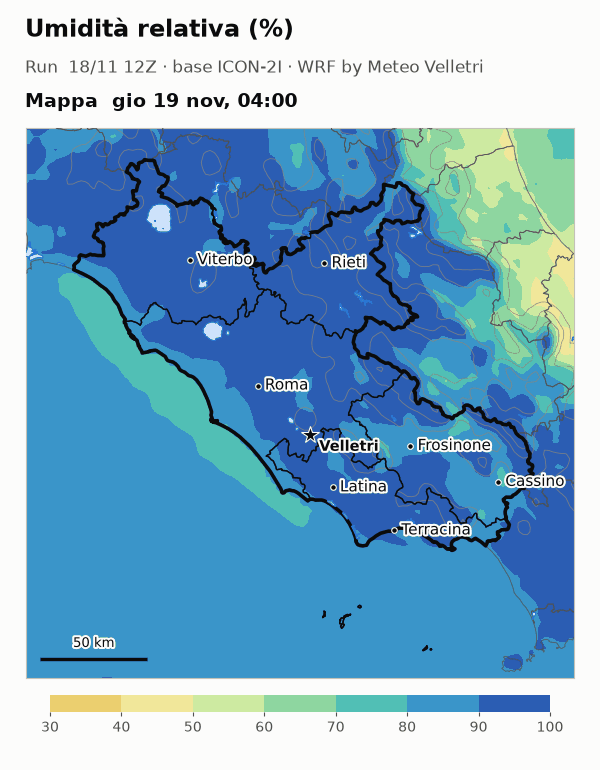 Umidità relativa (%)
Run  18/11 12Z · base ICON-2I · WRF by Meteo Velletri
Mappa  gio 19 nov, 04:00
Viterbo
Rieti
Roma
Velletri
Frosinone
Latina
Cassino
Terracina
50 km
30 40 50 60 70 80 90 100